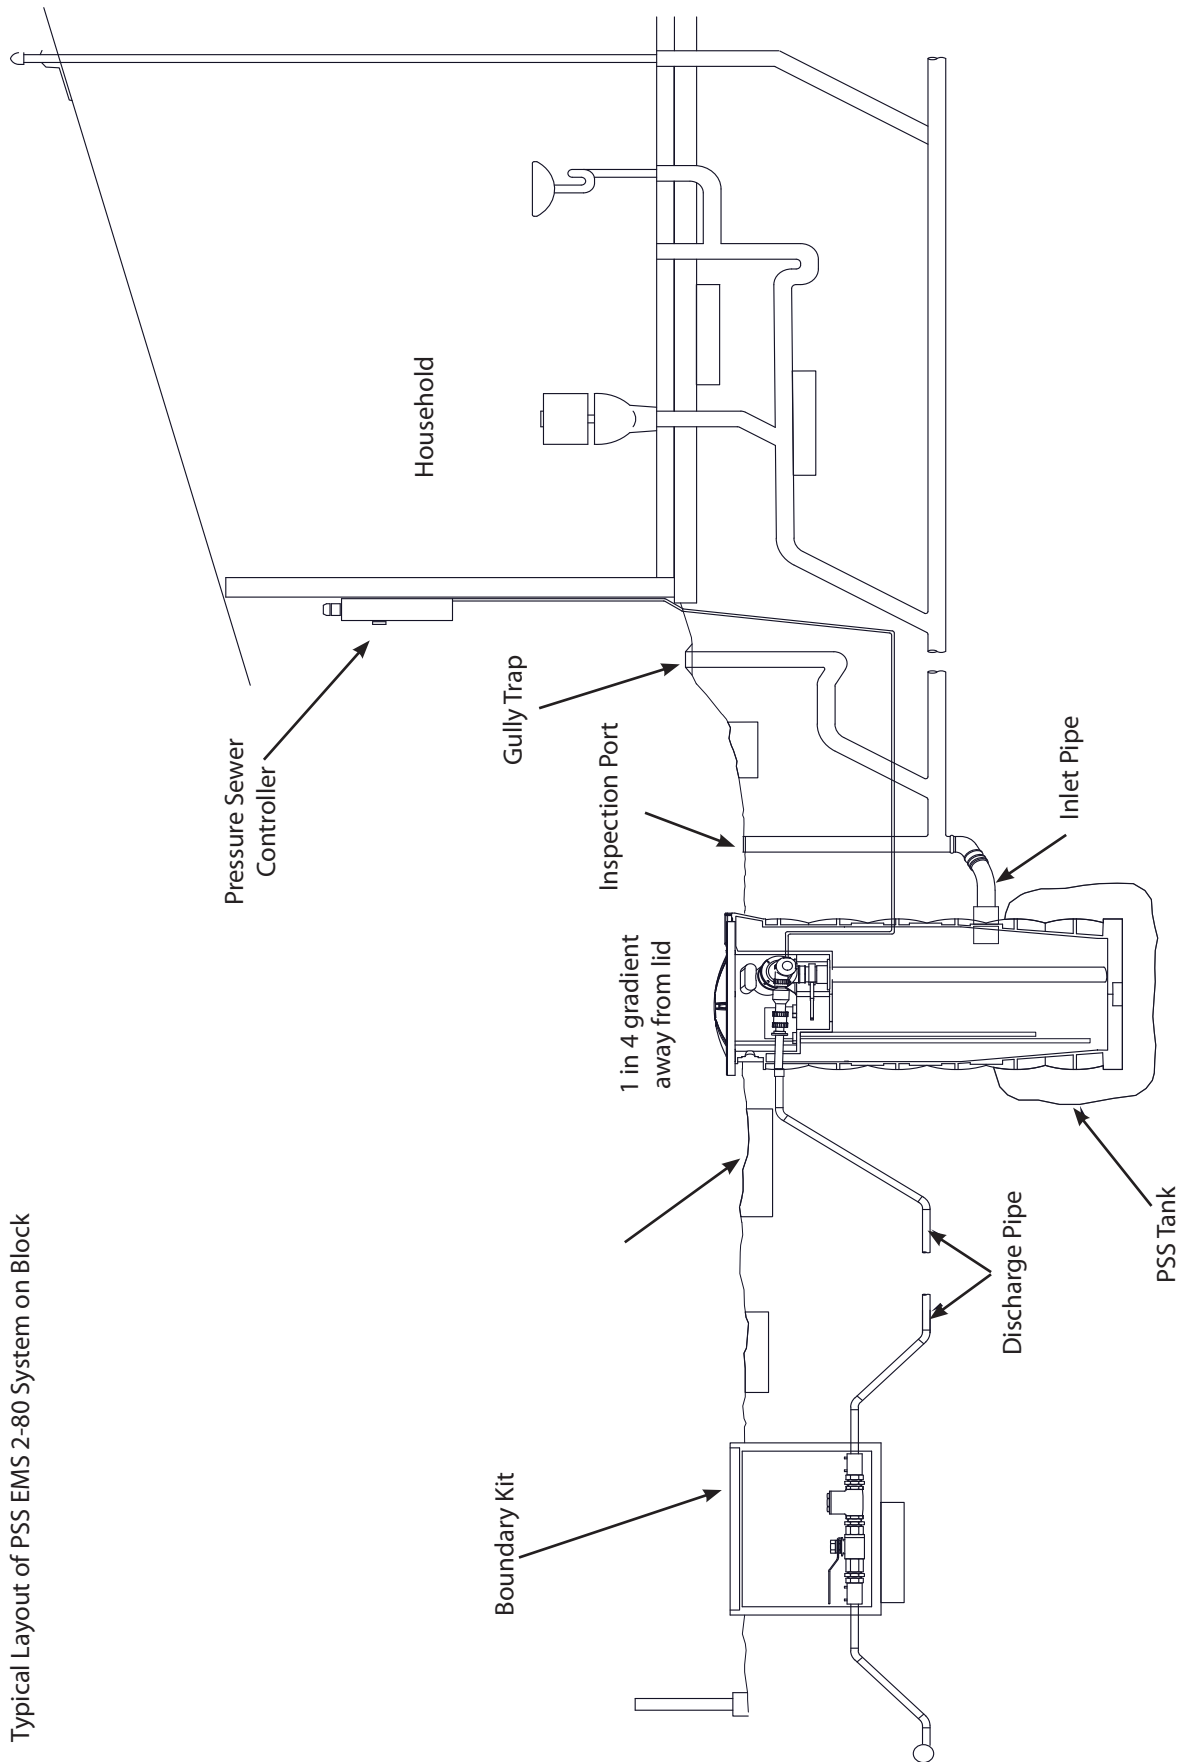 Typical Layout of PSS EMS 2-80 System on Block
Boundary Kit
Discharge Pipe
PSS Tank
1 in 4 gradient
away from lid
Inspection Port
Inlet Pipe
Gully Trap
Pressure Sewer
Controller
Household